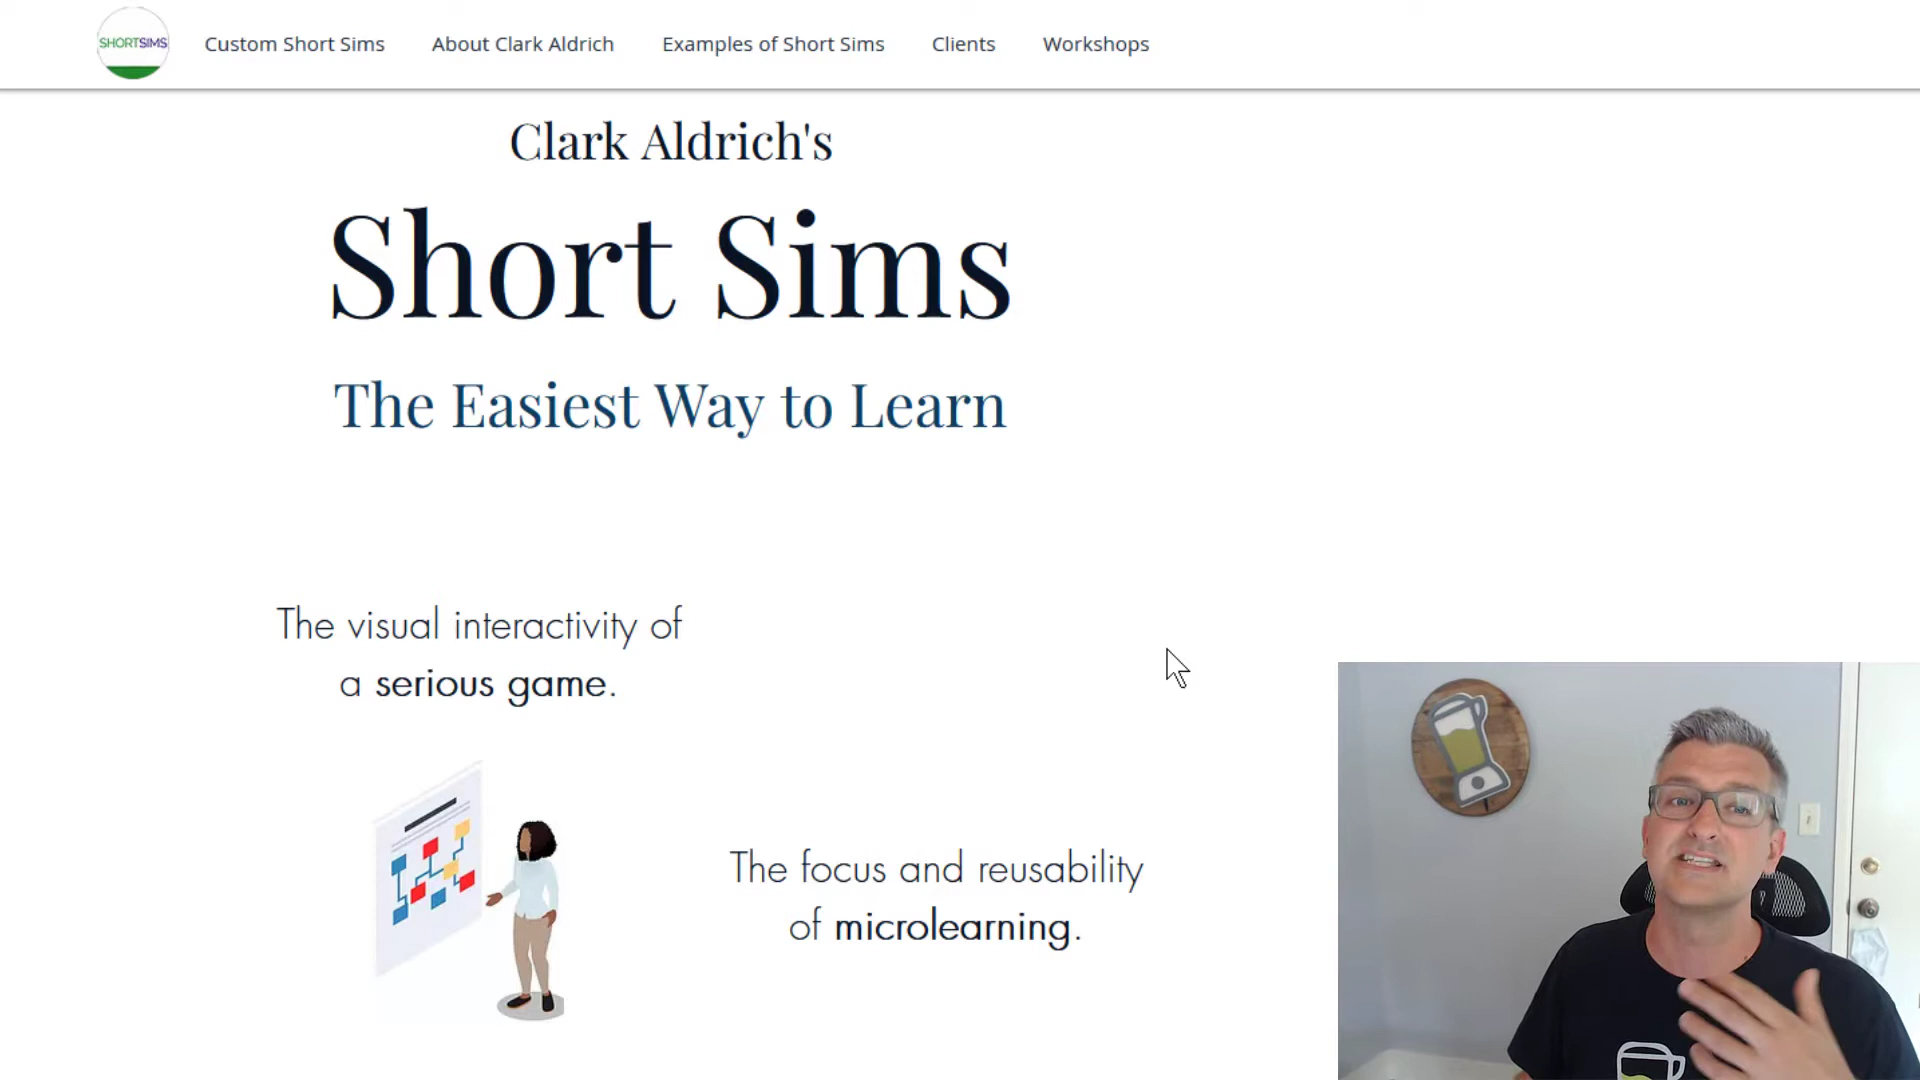 SHORTSIMS
Custom Short Sims
About Clark Aldrich
Examples of Short Sims
Clients
Workshops
Clark Aldrich's
Short Sims
The Easiest Way to Learn
The visual interactivity of
a serious game.
The focus and reusability
of microlearning.